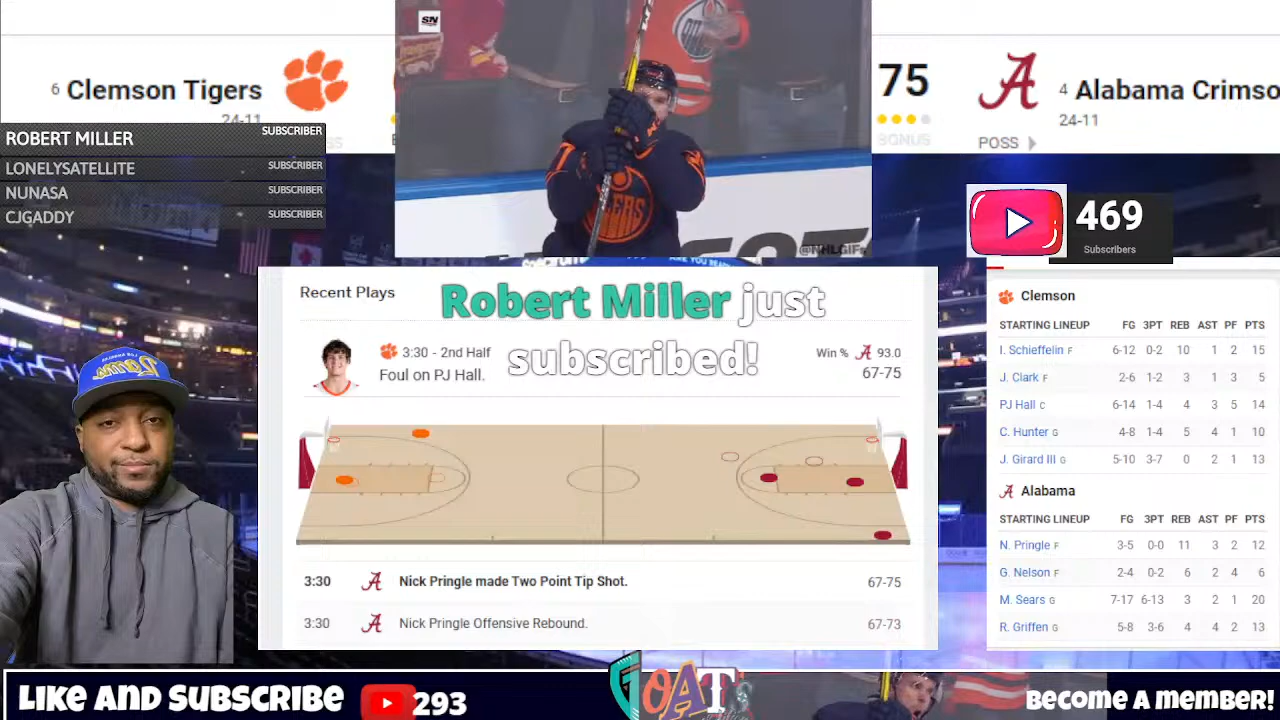 SN
6 Clemson Tigers
24-11
75
BONUS
4 Alabama Crimso
24-11
POSS
ROBERT MILLER SUBSCRIBER
LONELYSATELLITE SUBSCRIBER
NUNASA SUBSCRIBER
CJGADDY SUBSCRIBER
@NHLGIFs
469
Subscribers
Recent Plays
Robert Miller just
subscribed!
3:30 - 2nd Half
Foul on PJ Hall.
Win % A 93.0
67-75
3:30 Nick Pringle made Two Point Tip Shot. 67-75
3:30 Nick Pringle Offensive Rebound. 67-73
Clemson
STARTING LINEUP FG 3PT REB AST PF PTS
I. Schieffelin F 6-12 0-2 10 1 2 15
J. Clark F 2-6 1-2 3 1 3 5
PJ Hall C 6-14 1-4 4 3 5 14
C. Hunter G 4-8 1-4 5 4 1 10
J. Girard III G 5-10 3-7 0 2 1 13
Alabama
STARTING LINEUP FG 3PT REB AST PF PTS
N. Pringle F 3-5 0-0 11 3 2 12
G. Nelson F 2-4 0-2 6 2 4 6
M. Sears G 7-17 6-13 3 2 1 20
R. Griffen G 5-8 3-6 4 4 2 13
Like and Subscribe
293
GOATS
Become a member!